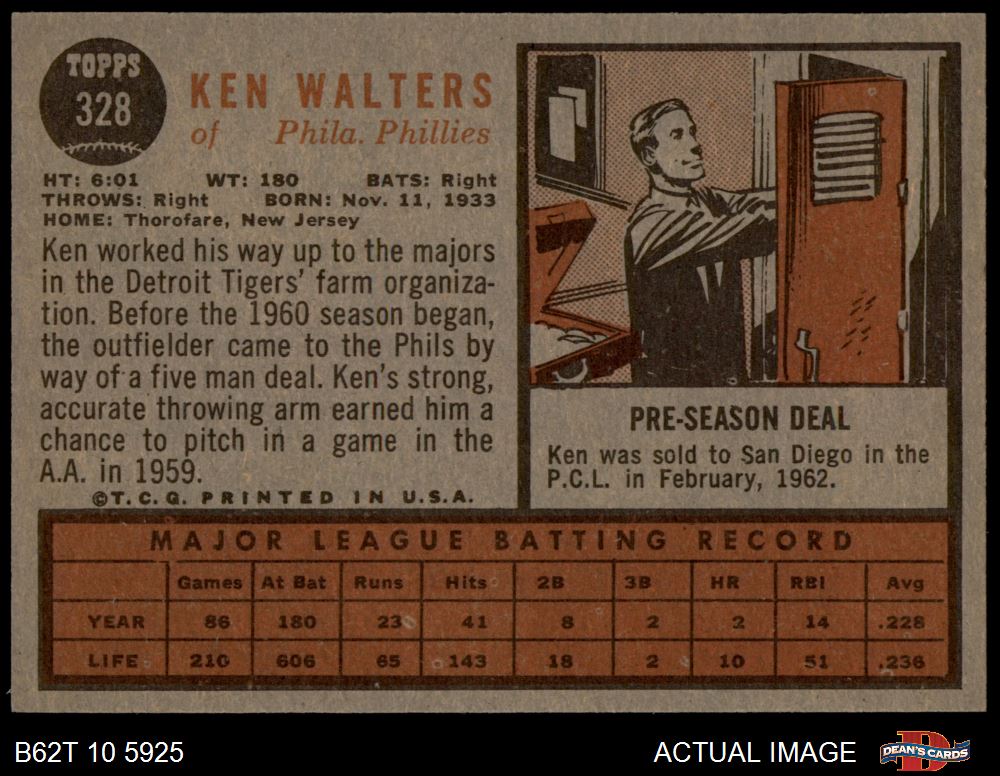 TOPPS
328
KEN WALTERS
of Phila. Phillies
HT: 6:01 WT: 180 BATS: Right
THROWS: Right BORN: Nov. 11, 1933
HOME: Thorofare, New Jersey
Ken worked his way up to the majors
in the Detroit Tigers' farm organiza-
tion. Before the 1960 season began,
the outfielder came to the Phils by
way of a five man deal. Ken's strong,
accurate throwing arm earned him a
chance to pitch in a game in the
A.A. in 1959.
©T.C.G. PRINTED IN U.S.A.
PRE-SEASON DEAL
Ken was sold to San Diego in the
P.C.L. in February, 1962.
MAJOR LEAGUE BATTING RECORD
Games At Bat Runs Hits 2B 3B HR RBI Avg
YEAR 86 180 23 41 8 2 2 14 .228
LIFE 210 606 65 143 18 2 10 51 .236
B62T 10 5925
ACTUAL IMAGE
D
DEAN'S CARDS